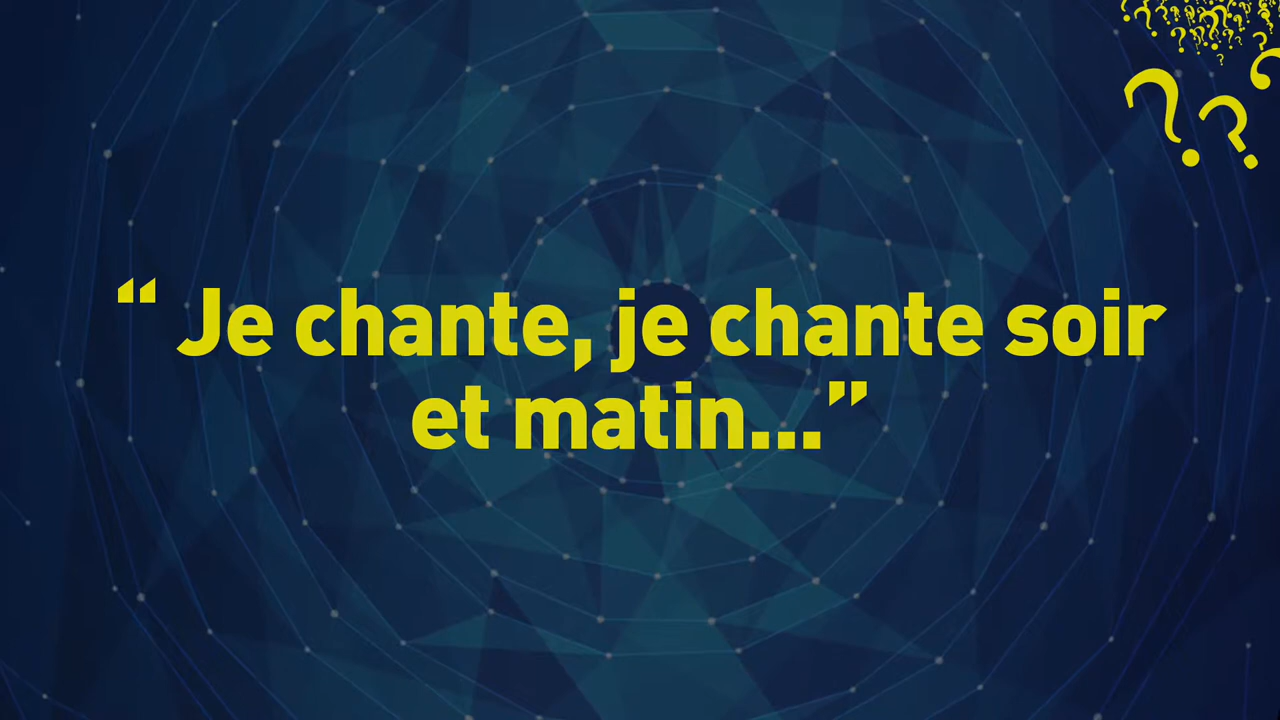 “ Je chante, je chante soir
et matin...”